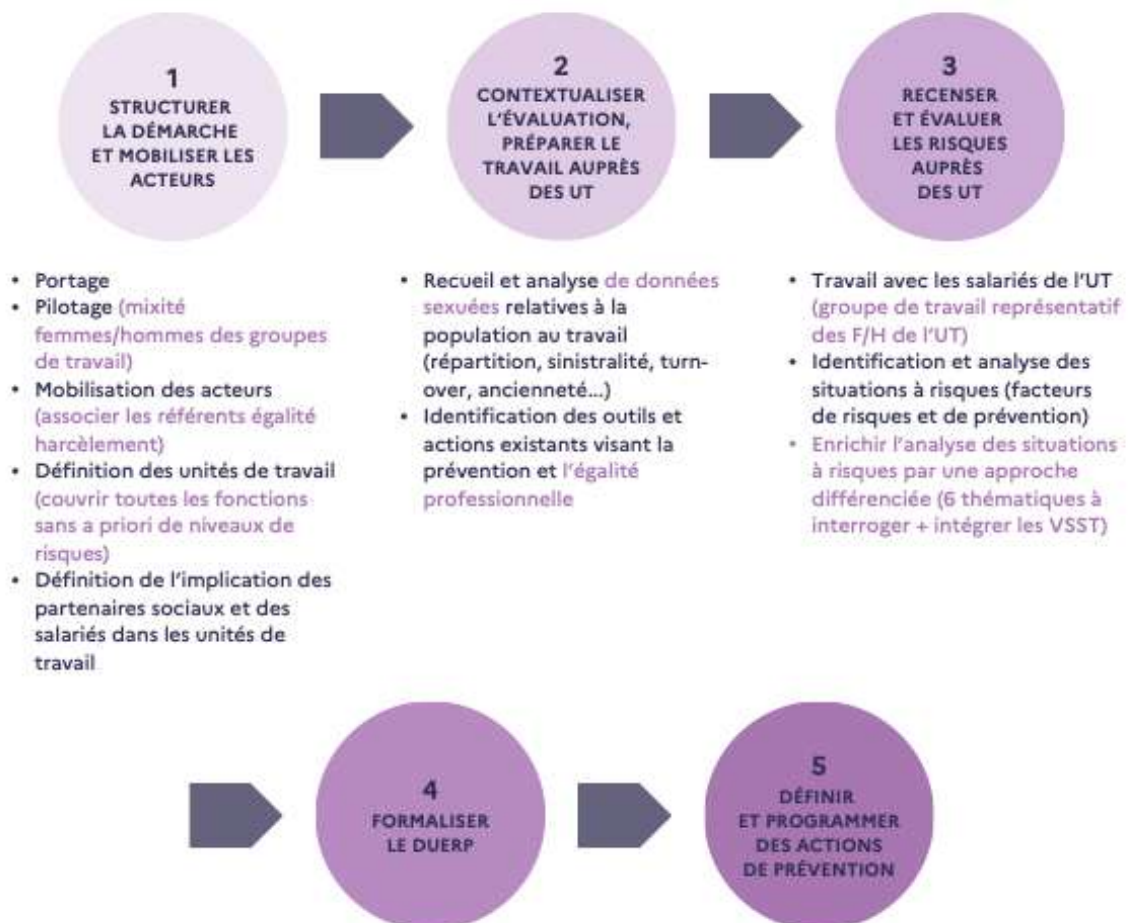 1
STRUCTURER
LA DÉMARCHE
ET MOBILISER LES
ACTEURS
2
CONTEXTUALISER
L'ÉVALUATION,
PRÉPARER LE
TRAVAIL AUPRÈS
DES UT
3
RECENSER
ET ÉVALUER
LES RISQUES
AUPRÈS
DES UT
• Portage
• Pilotage (mixité
femmes/hommes des groupes
de travail)
• Mobilisation des acteurs
(associer les référents égalité
harcèlement)
• Définition des unités de travail
(couvrir toutes les fonctions
sans a priori de niveaux de
risques)
• Définition de l'implication des
partenaires sociaux et des
salariés dans les unités de
travail
• Recueil et analyse de données
sexuées relatives à la
population au travail
(répartition, sinistralité, turn-
over, ancienneté...)
• Identification des outils et
actions existants visant la
prévention et l'égalité
professionnelle
• Travail avec les salariés de l'UT
(groupe de travail représentatif
des F/H de l'UT)
• Identification et analyse des
situations à risques (facteurs
de risques et de prévention)
• Enrichir l'analyse des situations
à risques par une approche
différenciée (6 thématiques à
interroger + intégrer les VSST)
4
FORMALISER
LE DUERP
5
DÉFINIR
ET PROGRAMMER
DES ACTIONS
DE PRÉVENTION